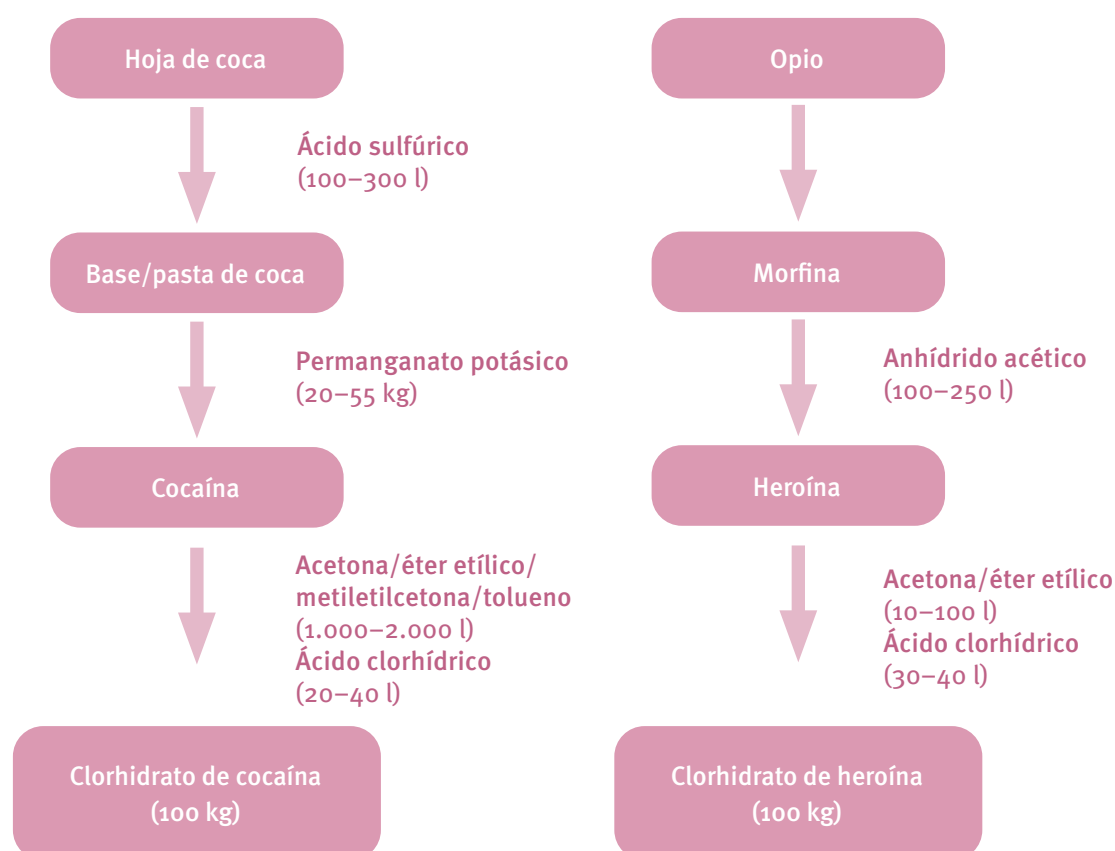 Hoja de coca
Ácido sulfúrico
(100–300 l)
Base/pasta de coca
Permanganato potásico
(20–55 kg)
Cocaína
Acetona/éter etílico/
metiletilcetona/tolueno
(1.000–2.000 l)
Ácido clorhídrico
(20–40 l)
Clorhidrato de cocaína
(100 kg)
Opio
Morfina
Anhídrido acético
(100–250 l)
Heroína
Acetona/éter etílico
(10–100 l)
Ácido clorhídrico
(30–40 l)
Clorhidrato de heroína
(100 kg)